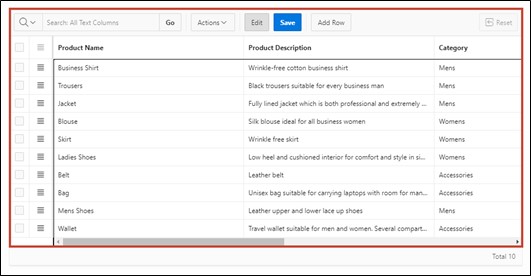 Search: All Text Columns Go Actions Edit Save Add Row Reset
Product Name Product Description Category
Business Shirt Wrinkle-free cotton business shirt Mens
Trousers Black trousers suitable for every business man Mens
Jacket Fully lined jacket which is both professional and extremely ... Mens
Blouse Silk blouse ideal for all business women Womens
Skirt Wrinkle free skirt Womens
Ladies Shoes Low heel and cushioned interior for comfort and style in si... Womens
Belt Leather belt Accessories
Bag Unisex bag suitable for carrying laptops with room for man... Accessories
Mens Shoes Leather upper and lower lace up shoes Mens
Wallet Travel wallet suitable for men and women. Several compart... Accessories
Total 10